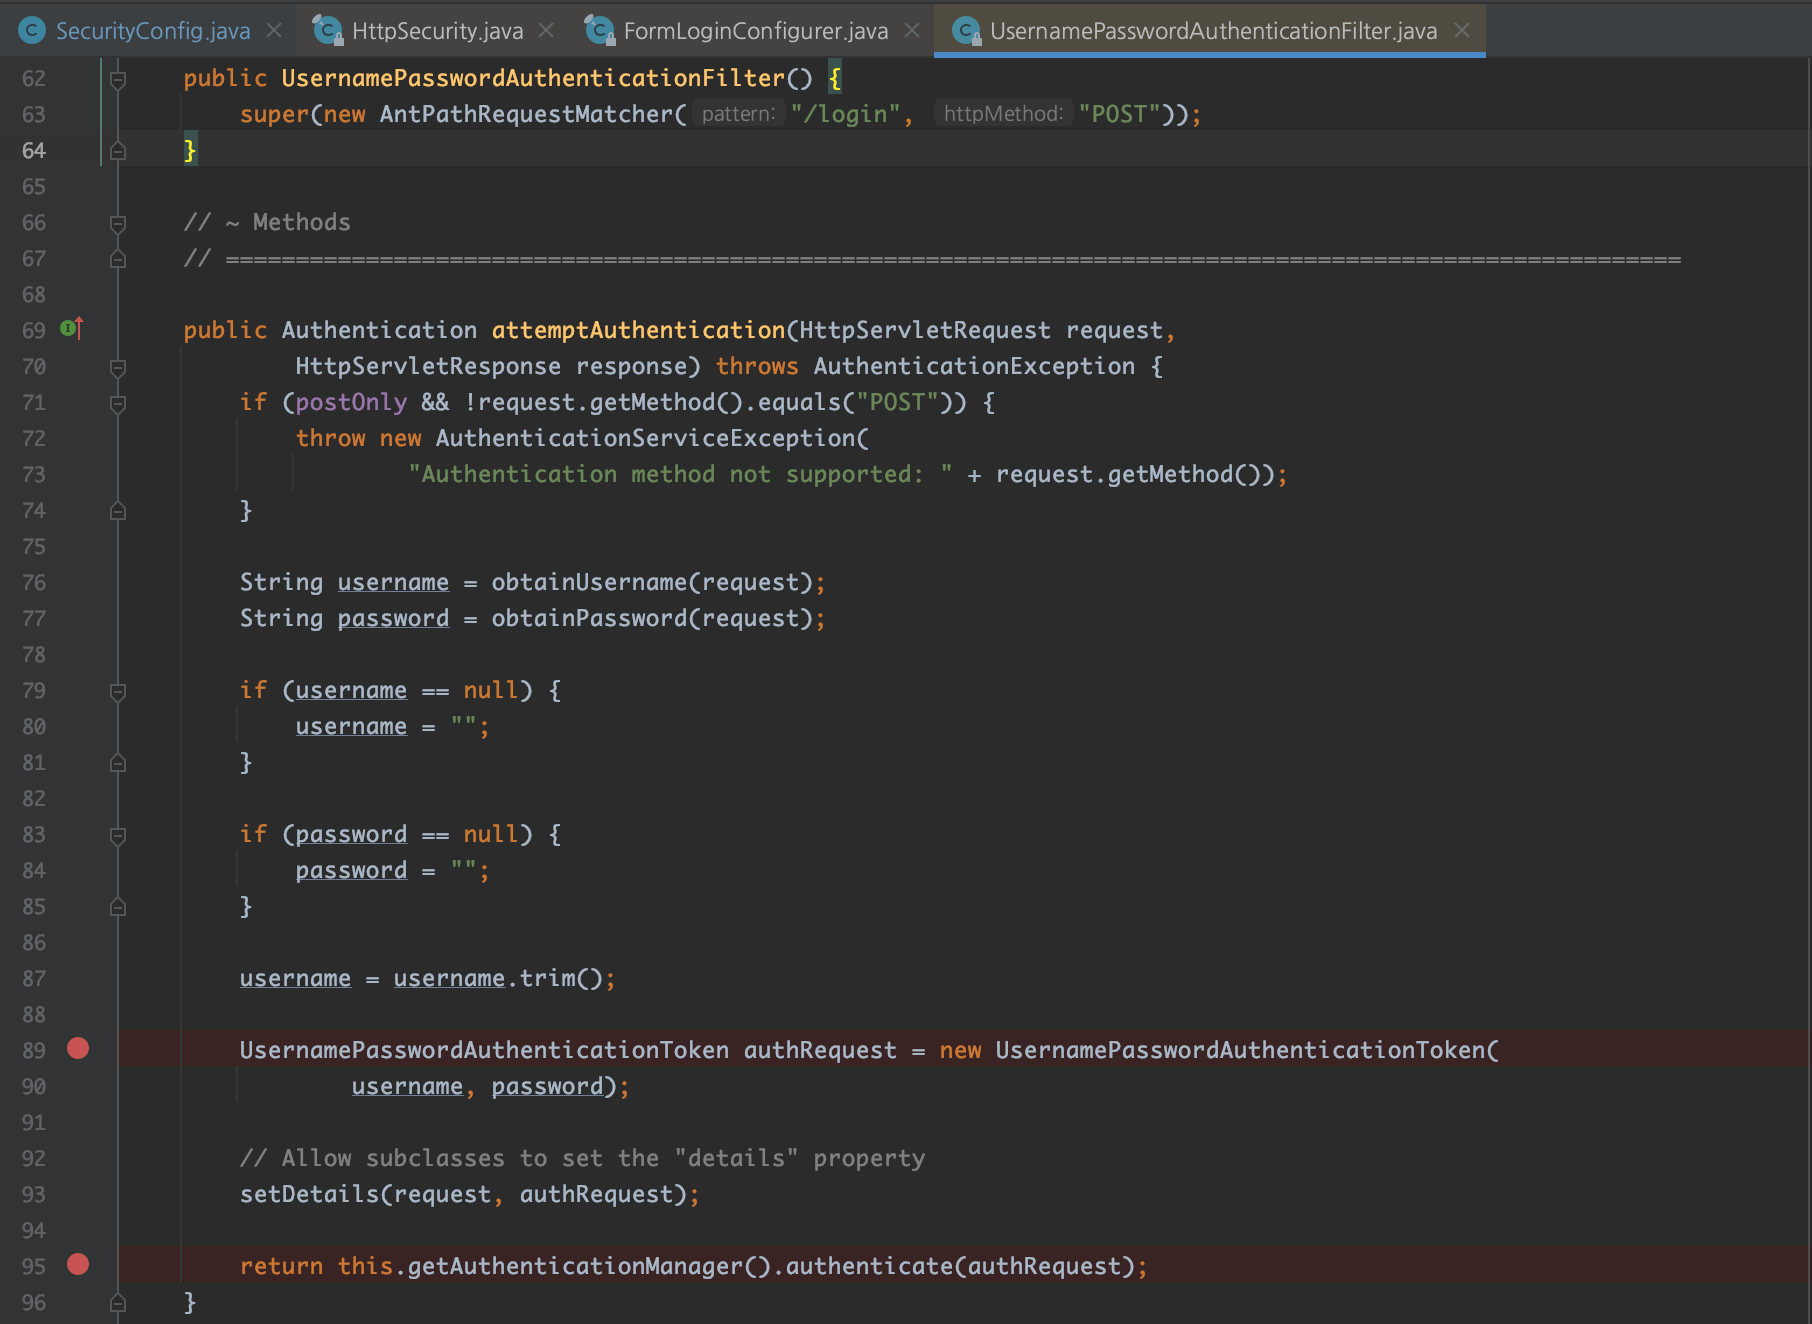 SecurityConfig.java HttpSecurity.java FormLoginConfigurer.java UsernamePasswordAuthenticationFilter.java
62 public UsernamePasswordAuthenticationFilter() {
63 super(new AntPathRequestMatcher( pattern: "/login", httpMethod: "POST"));
64 }
65
66 // ~ Methods
67 // ========================================================================================================
68
69 public Authentication attemptAuthentication(HttpServletRequest request,
70 HttpServletResponse response) throws AuthenticationException {
71 if (postOnly && !request.getMethod().equals("POST")) {
72 throw new AuthenticationServiceException(
73 "Authentication method not supported: " + request.getMethod());
74 }
75
76 String username = obtainUsername(request);
77 String password = obtainPassword(request);
78
79 if (username == null) {
80 username = "";
81 }
82
83 if (password == null) {
84 password = "";
85 }
86
87 username = username.trim();
88
89 UsernamePasswordAuthenticationToken authRequest = new UsernamePasswordAuthenticationToken(
90 username, password);
91
92 // Allow subclasses to set the "details" property
93 setDetails(request, authRequest);
94
95 return this.getAuthenticationManager().authenticate(authRequest);
96 }